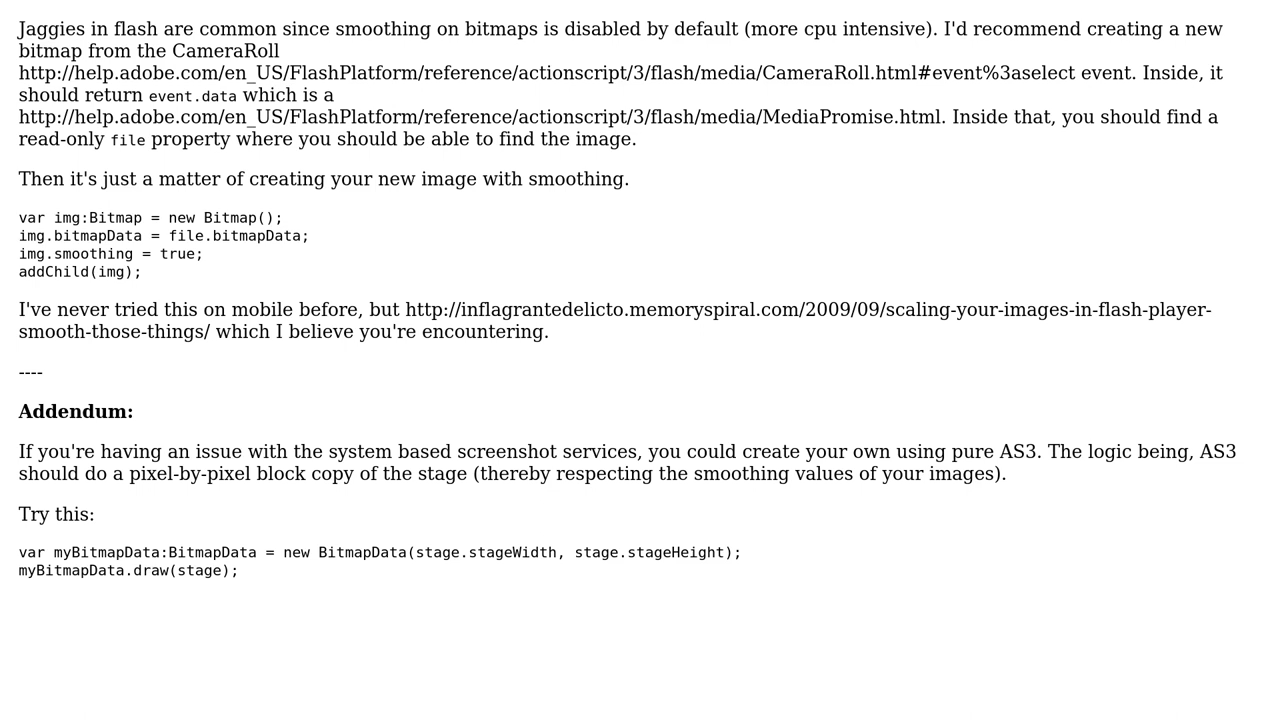 Jaggies in flash are common since smoothing on bitmaps is disabled by default (more cpu intensive). I'd recommend creating a new
bitmap from the CameraRoll
http://help.adobe.com/en_US/FlashPlatform/reference/actionscript/3/flash/media/CameraRoll.html#event%3aselect event. Inside, it
should return event.data which is a
http://help.adobe.com/en_US/FlashPlatform/reference/actionscript/3/flash/media/MediaPromise.html. Inside that, you should find a
read-only file property where you should be able to find the image.
Then it's just a matter of creating your new image with smoothing.
var img:Bitmap = new Bitmap();
img.bitmapData = file.bitmapData;
img.smoothing = true;
addChild(img);
I've never tried this on mobile before, but http://inflagrantedelicto.memoryspiral.com/2009/09/scaling-your-images-in-flash-player-
smooth-those-things/ which I believe you're encountering.
----
Addendum:
If you're having an issue with the system based screenshot services, you could create your own using pure AS3. The logic being, AS3
should do a pixel-by-pixel block copy of the stage (thereby respecting the smoothing values of your images).
Try this:
var myBitmapData:BitmapData = new BitmapData(stage.stageWidth, stage.stageHeight);
myBitmapData.draw(stage);